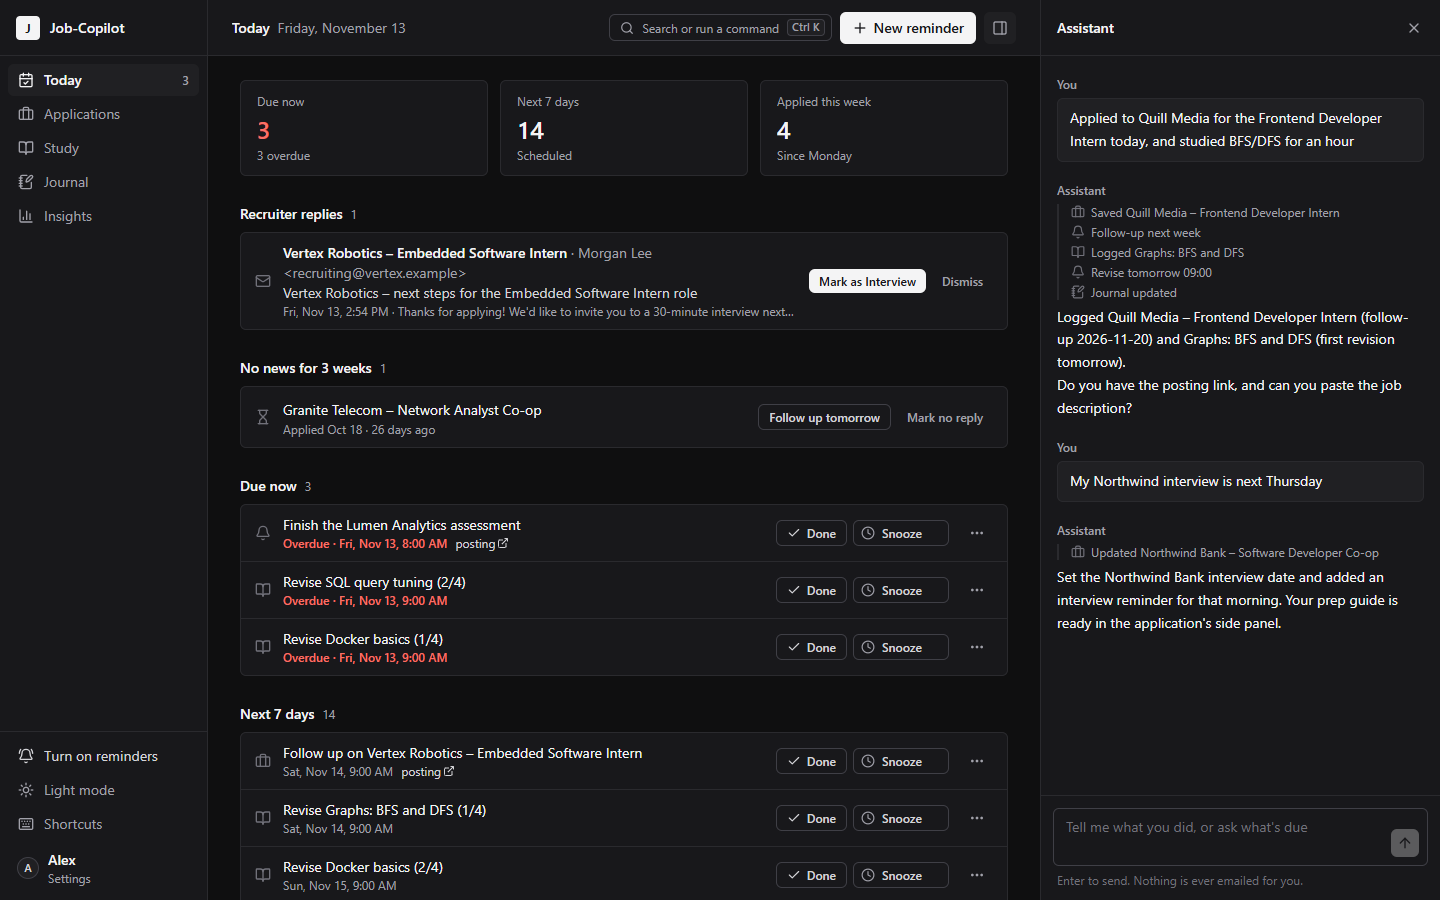 J Job-Copilot
Today 3
Applications
Study
Journal
Insights
Turn on reminders
Light mode
Shortcuts
A Alex
Settings
Today Friday, November 13
Search or run a command Ctrl K
New reminder
Due now
3
3 overdue
Next 7 days
14
Scheduled
Applied this week
4
Since Monday
Recruiter replies 1
Vertex Robotics – Embedded Software Intern · Morgan Lee
<recruiting@vertex.example>
Vertex Robotics – next steps for the Embedded Software Intern role
Fri, Nov 13, 2:54 PM · Thanks for applying! We'd like to invite you to a 30-minute interview next...
Mark as Interview Dismiss
No news for 3 weeks 1
Granite Telecom – Network Analyst Co-op
Applied Oct 18 · 26 days ago
Follow up tomorrow Mark no reply
Due now 3
Finish the Lumen Analytics assessment
Overdue · Fri, Nov 13, 8:00 AM posting
Done Snooze ...
Revise SQL query tuning (2/4)
Overdue · Fri, Nov 13, 9:00 AM
Done Snooze ...
Revise Docker basics (1/4)
Overdue · Fri, Nov 13, 9:00 AM
Done Snooze ...
Next 7 days 14
Follow up on Vertex Robotics – Embedded Software Intern
Sat, Nov 14, 9:00 AM posting
Done Snooze ...
Revise Graphs: BFS and DFS (1/4)
Sat, Nov 14, 9:00 AM
Done Snooze ...
Revise Docker basics (2/4)
Sun, Nov 15, 9:00 AM
Done Snooze ...
Assistant
You
Applied to Quill Media for the Frontend Developer
Intern today, and studied BFS/DFS for an hour
Assistant
Saved Quill Media – Frontend Developer Intern
Follow-up next week
Logged Graphs: BFS and DFS
Revise tomorrow 09:00
Journal updated
Logged Quill Media – Frontend Developer Intern (follow-
up 2026-11-20) and Graphs: BFS and DFS (first revision
tomorrow).
Do you have the posting link, and can you paste the job
description?
You
My Northwind interview is next Thursday
Assistant
Updated Northwind Bank – Software Developer Co-op
Set the Northwind Bank interview date and added an
interview reminder for that morning. Your prep guide is
ready in the application's side panel.
Tell me what you did, or ask what's due
Enter to send. Nothing is ever emailed for you.